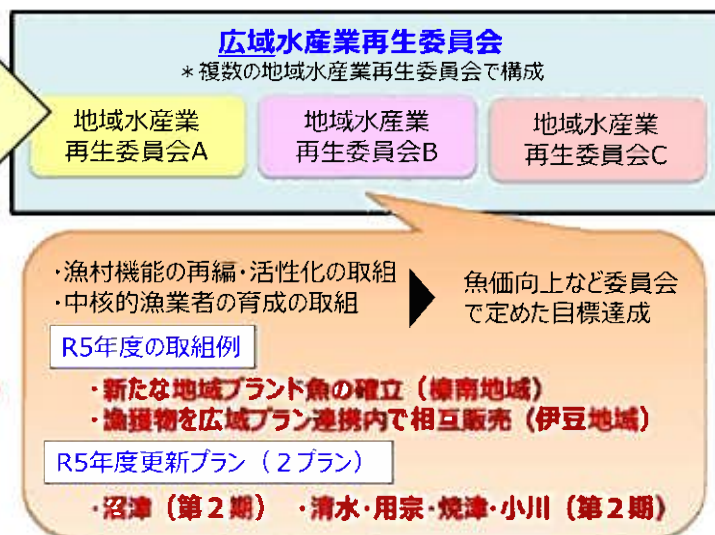 広域水産業再生委員会
＊複数の地域水産業再生委員会で構成
地域水産業
再生委員会A
地域水産業
再生委員会B
地域水産業
再生委員会C
・漁村機能の再編・活性化の取組
・中核的漁業者の育成の取組
魚価向上など委員会
で定めた目標達成
R5年度の取組例
・新たな地域ブランド魚の確立（榛南地域）
・漁獲物を広域プラン連携内で相互販売（伊豆地域）
R5年度更新プラン（２プラン）
・沼津（第２期）　・清水・用宗・焼津・小川（第２期）